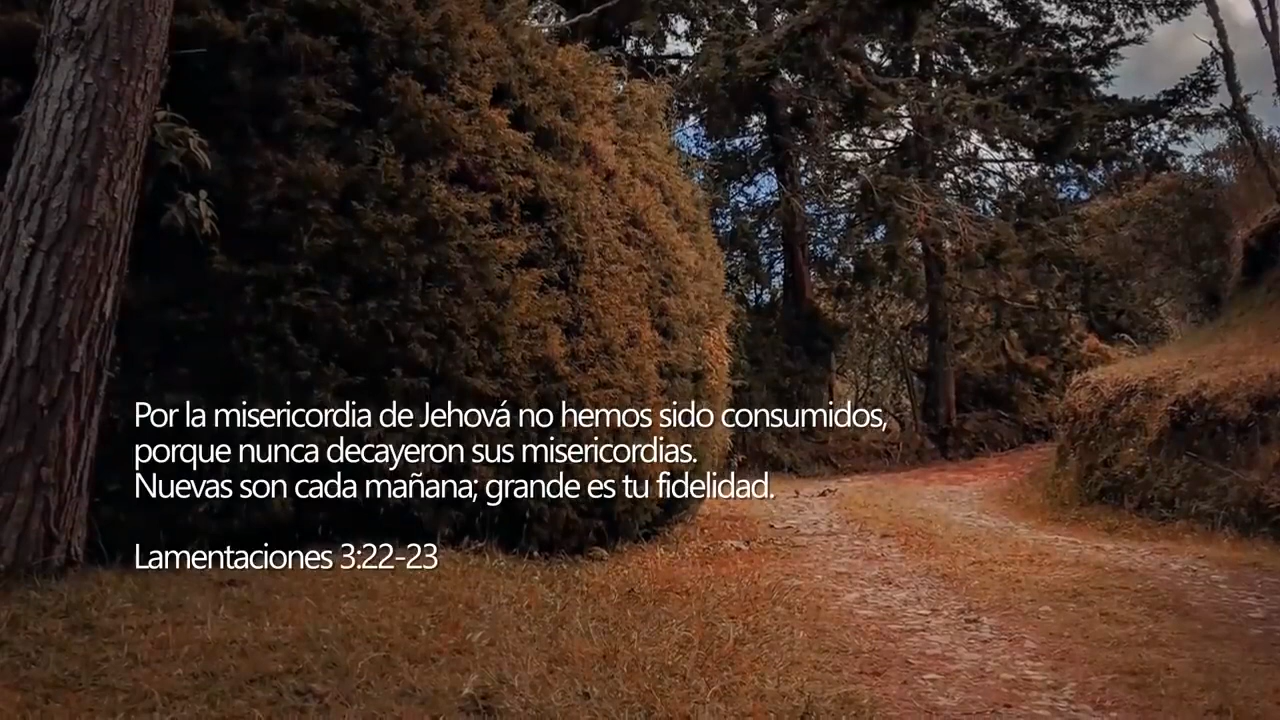 Por la misericordia de Jehová no hemos sido consumidos,
porque nunca decayeron sus misericordias.
Nuevas son cada mañana; grande es tu fidelidad.
Lamentaciones 3:22-23